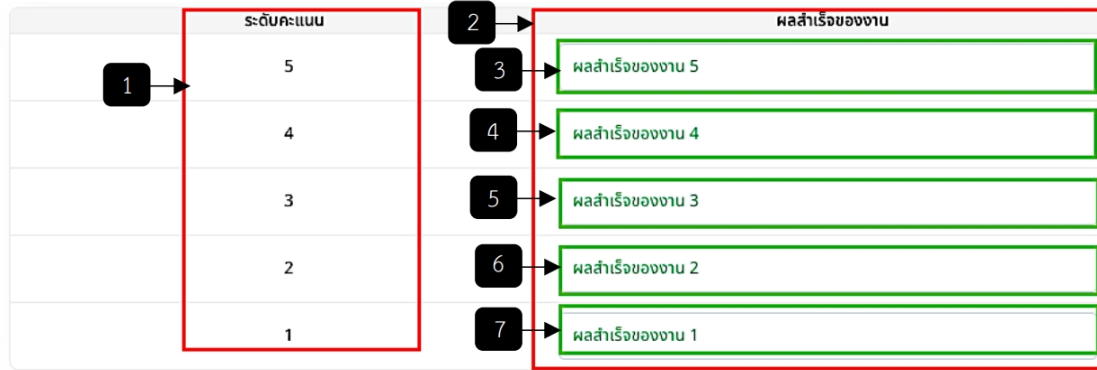 ระดับคะแนน 2 ผลสำเร็จของงาน
1 5 3 ผลสำเร็จของงาน 5
4 4 ผลสำเร็จของงาน 4
3 5 ผลสำเร็จของงาน 3
2 6 ผลสำเร็จของงาน 2
1 7 ผลสำเร็จของงาน 1